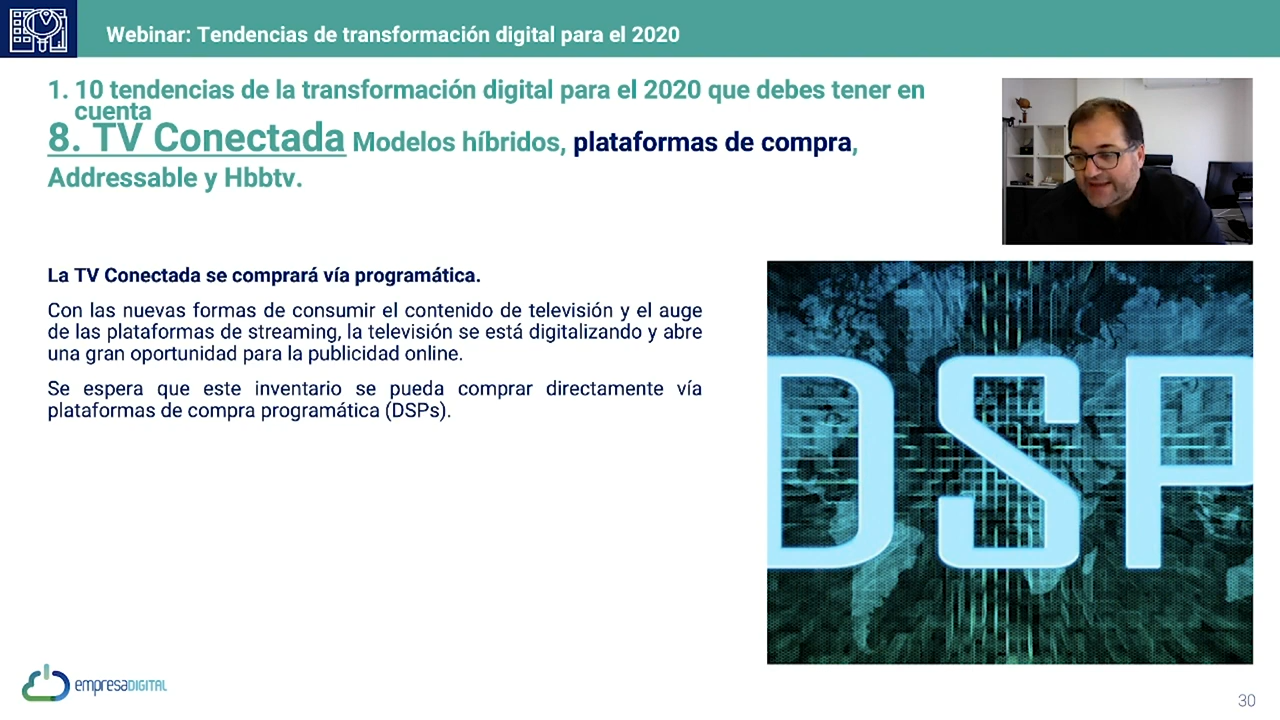 Webinar: Tendencias de transformación digital para el 2020
1. 10 tendencias de la transformación digital para el 2020 que debes tener en
cuenta
8. TV Conectada Modelos híbridos, plataformas de compra,
Addressable y Hbbtv.
La TV Conectada se comprará vía programática.
Con las nuevas formas de consumir el contenido de televisión y el auge
de las plataformas de streaming, la televisión se está digitalizando y abre
una gran oportunidad para la publicidad online.
Se espera que este inventario se pueda comprar directamente vía
plataformas de compra programática (DSPs).
DSP
empresaDIGITAL
30